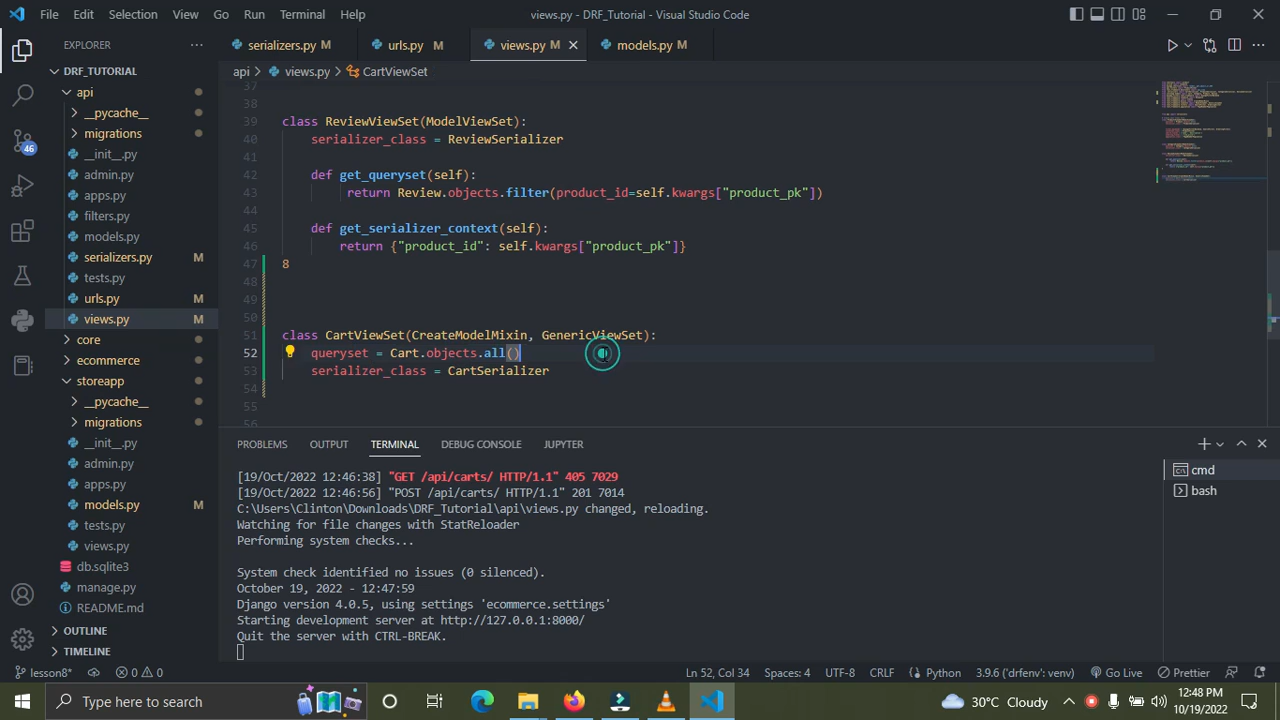 File Edit Selection View Go Run Terminal Help
views.py - DRF_Tutorial - Visual Studio Code
EXPLORER
serializers.py M
urls.py M
views.py M
models.py M
DRF_TUTORIAL
api > views.py > CartViewSet
api
__pycache__
migrations
__init__.py
admin.py
apps.py
filters.py
models.py
serializers.py M
tests.py
urls.py M
views.py M
core
ecommerce
storeapp
__pycache__
migrations
__init__.py
admin.py
apps.py
models.py M
tests.py
views.py
db.sqlite3
manage.py
README.md
OUTLINE
TIMELINE
46
37
38
39 class ReviewViewSet(ModelViewSet):
40 serializer_class = ReviewSerializer
41
42 def get_queryset(self):
43 return Review.objects.filter(product_id=self.kwargs["product_pk"])
44
45 def get_serializer_context(self):
46 return {"product_id": self.kwargs["product_pk"]}
47 8
48
49
50
51 class CartViewSet(CreateModelMixin, GenericViewSet):
52 queryset = Cart.objects.all()
53 serializer_class = CartSerializer
54
55
56
PROBLEMS OUTPUT TERMINAL DEBUG CONSOLE JUPYTER
[19/Oct/2022 12:46:38] "GET /api/carts/ HTTP/1.1" 405 7029
[19/Oct/2022 12:46:56] "POST /api/carts/ HTTP/1.1" 201 7014
C:\Users\Clinton\Downloads\DRF_Tutorial\api\views.py changed, reloading.
Watching for file changes with StatReloader
Performing system checks...
System check identified no issues (0 silenced).
October 19, 2022 - 12:47:59
Django version 4.0.5, using settings 'ecommerce.settings'
Starting development server at http://127.0.0.1:8000/
Quit the server with CTRL-BREAK.
cmd
bash
lesson8* 0 0 Ln 52, Col 34 Spaces: 4 UTF-8 CRLF Python 3.9.6 ('drfenv': venv) Go Live Prettier
Type here to search
30°C Cloudy
12:48 PM
10/19/2022